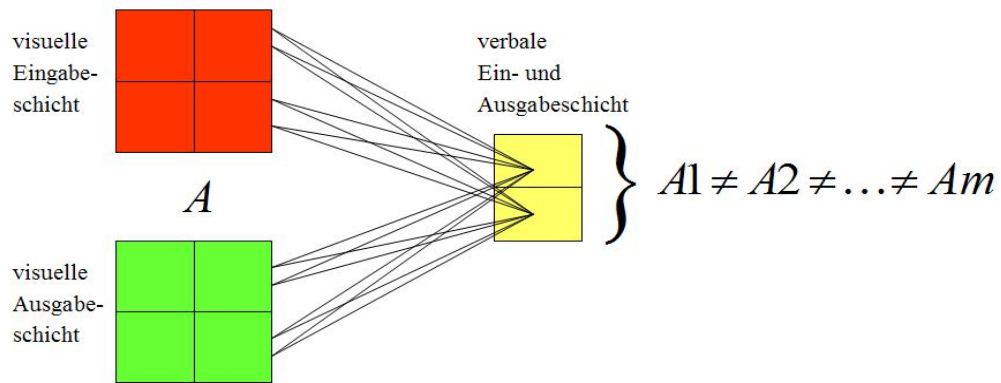 visuelle
Eingabe-
schicht
verbale
Ein- und
Ausgabeschicht
A
A1 ≠ A2 ≠ … ≠ Am
visuelle
Ausgabe-
schicht